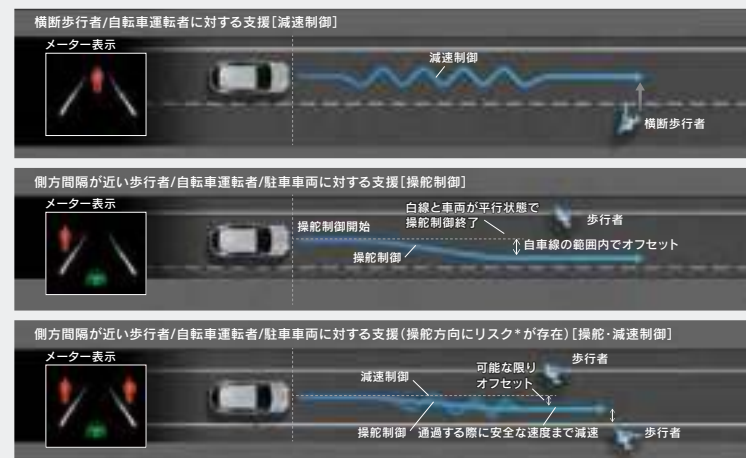 横断歩行者/自転車運転者に対する支援[減速制御]
メーター表示
減速制御
横断歩行者
側方間隔が近い歩行者/自転車運転者/駐車車両に対する支援[操舵制御]
メーター表示
操舵制御開始
白線と車両が平行状態で
操舵制御終了
歩行者
自車線の範囲内でオフセット
操舵制御
側方間隔が近い歩行者/自転車運転者/駐車車両に対する支援(操舵方向にリスク*が存在)[操舵・減速制御]
メーター表示
減速制御
可能な限り
オフセット
歩行者
操舵制御
通過する際に安全な速度まで減速
歩行者